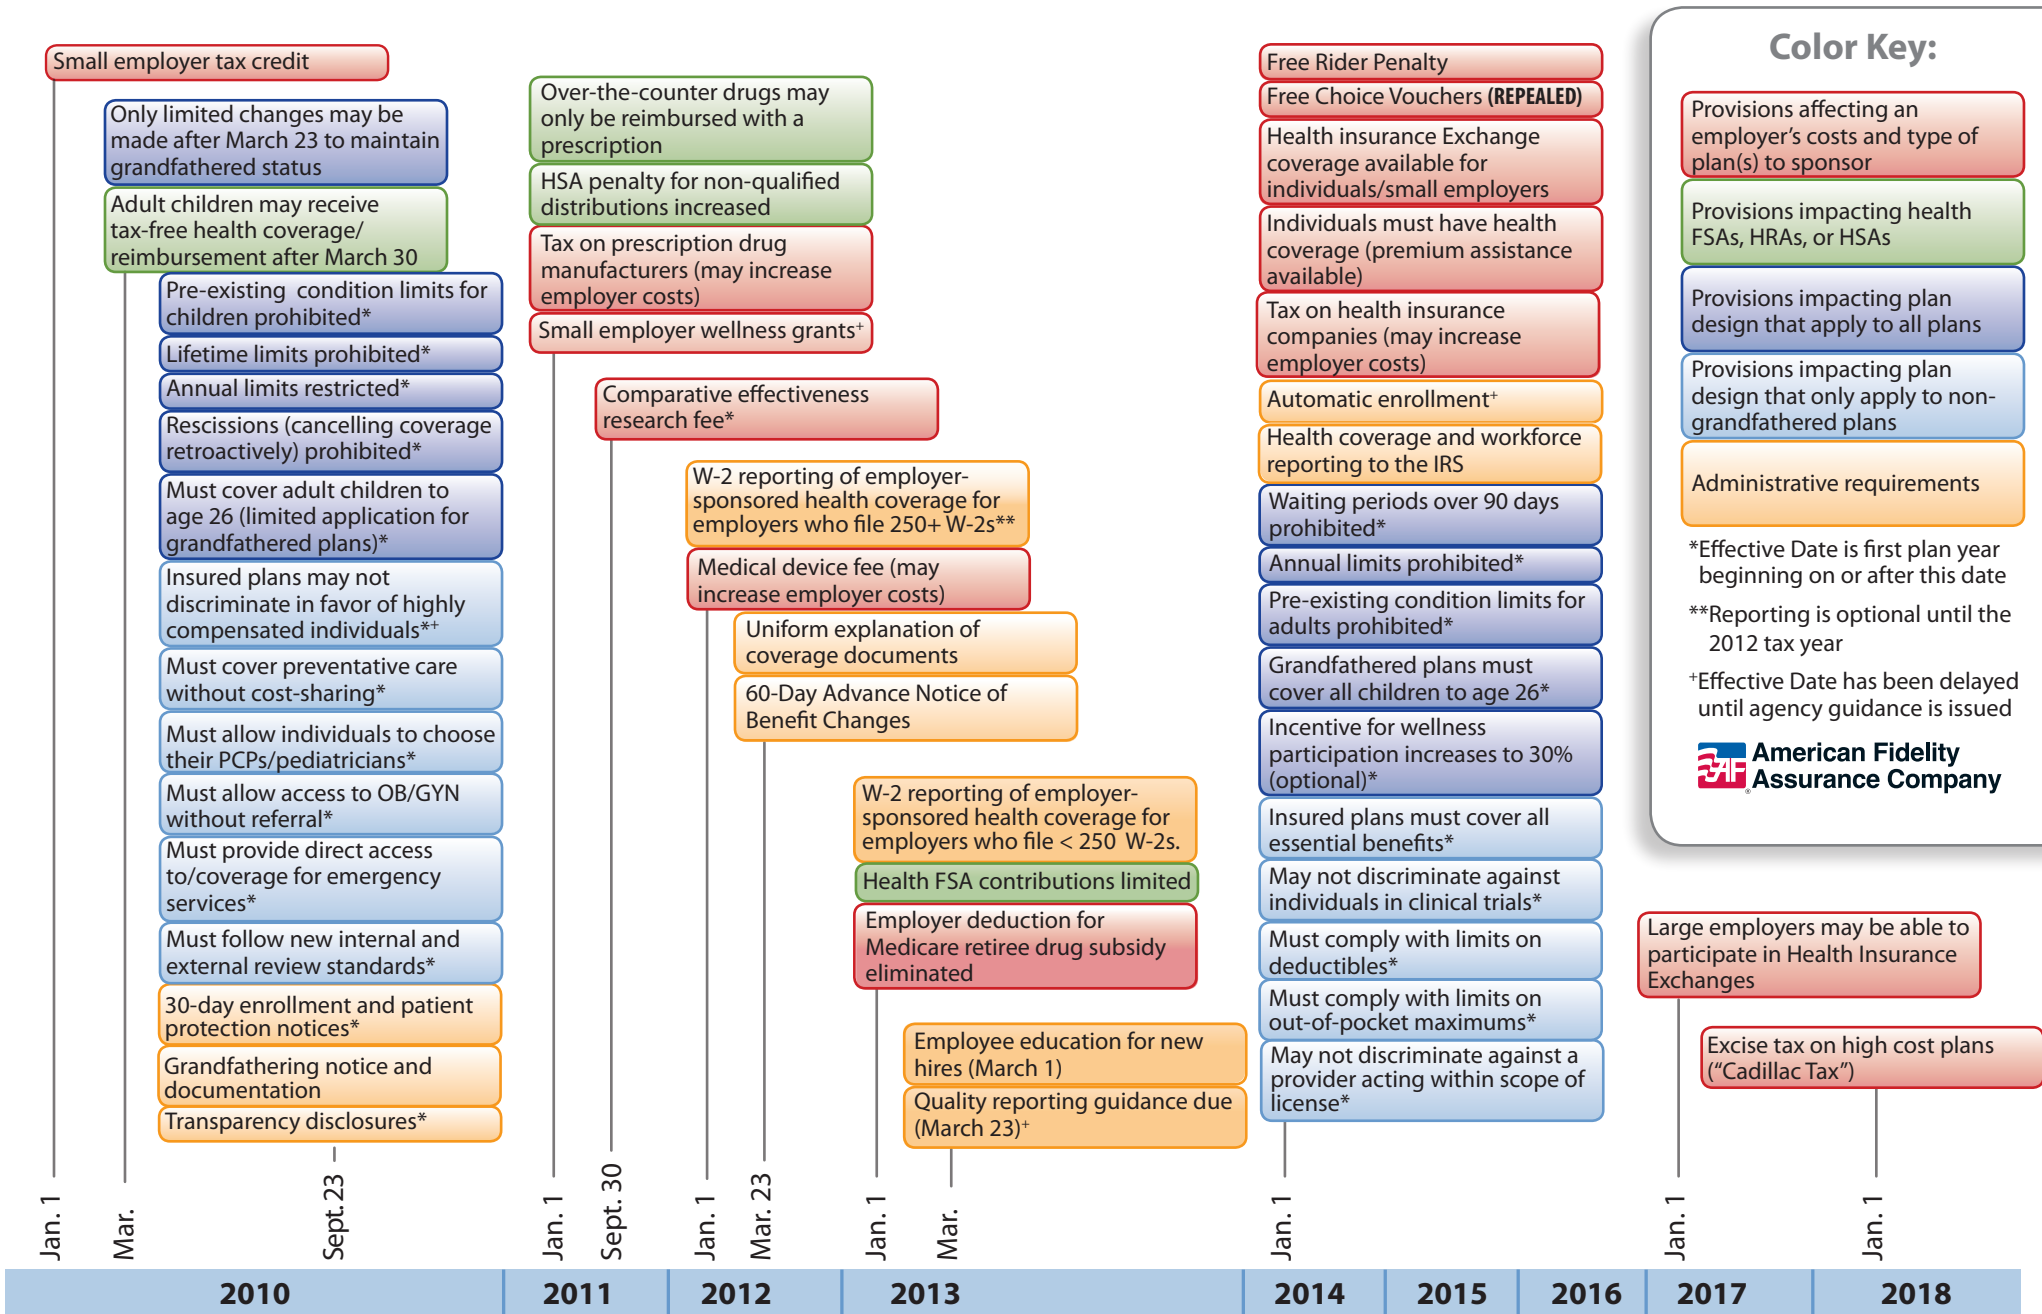 Small employer tax credit
Only limited changes may be
made after March 23 to maintain
grandfathered status
Adult children may receive
tax-free health coverage/
reimbursement after March 30
Pre-existing condition limits for
children prohibited*
Lifetime limits prohibited*
Annual limits restricted*
Rescissions (cancelling coverage
retroactively) prohibited*
Must cover adult children to
age 26 (limited application for
grandfathered plans)*
Insured plans may not
discriminate in favor of highly
compensated individuals*+
Must cover preventative care
without cost-sharing*
Must allow individuals to choose
their PCPs/pediatricians*
Must allow access to OB/GYN
without referral*
Must provide direct access
to/coverage for emergency
services*
Must follow new internal and
external review standards*
30-day enrollment and patient
protection notices*
Grandfathering notice and
documentation
Transparency disclosures*
Over-the-counter drugs may
only be reimbursed with a
prescription
HSA penalty for non-qualified
distributions increased
Tax on prescription drug
manufacturers (may increase
employer costs)
Small employer wellness grants+
Comparative effectiveness
research fee*
W-2 reporting of employer-
sponsored health coverage for
employers who file 250+ W-2s**
Medical device fee (may
increase employer costs)
Uniform explanation of
coverage documents
60-Day Advance Notice of
Benefit Changes
W-2 reporting of employer-
sponsored health coverage for
employers who file < 250 W-2s.
Health FSA contributions limited
Employer deduction for
Medicare retiree drug subsidy
eliminated
Employee education for new
hires (March 1)
Quality reporting guidance due
(March 23)+
Free Rider Penalty
Free Choice Vouchers (REPEALED)
Health insurance Exchange
coverage available for
individuals/small employers
Individuals must have health
coverage (premium assistance
available)
Tax on health insurance
companies (may increase
employer costs)
Automatic enrollment+
Health coverage and workforce
reporting to the IRS
Waiting periods over 90 days
prohibited*
Annual limits prohibited*
Pre-existing condition limits for
adults prohibited*
Grandfathered plans must
cover all children to age 26*
Incentive for wellness
participation increases to 30%
(optional)*
Insured plans must cover all
essential benefits*
May not discriminate against
individuals in clinical trials*
Must comply with limits on
deductibles*
Must comply with limits on
out-of-pocket maximums*
May not discriminate against a
provider acting within scope of
license*
Large employers may be able to
participate in Health Insurance
Exchanges
Excise tax on high cost plans
(“Cadillac Tax”)
Color Key:
Provisions affecting an
employer’s costs and type of
plan(s) to sponsor
Provisions impacting health
FSAs, HRAs, or HSAs
Provisions impacting plan
design that apply to all plans
Provisions impacting plan
design that only apply to non-
grandfathered plans
Administrative requirements
*Effective Date is first plan year
beginning on or after this date
**Reporting is optional until the
2012 tax year
+Effective Date has been delayed
until agency guidance is issued
AF
®
American Fidelity
Assurance Company
Jan. 1
Mar.
Sept. 23
Jan. 1
Sept. 30
Jan. 1
Mar. 23
Jan. 1
Mar.
Jan. 1
Jan. 1
Jan. 1
2010
2011
2012
2013
2014
2015
2016
2017
2018